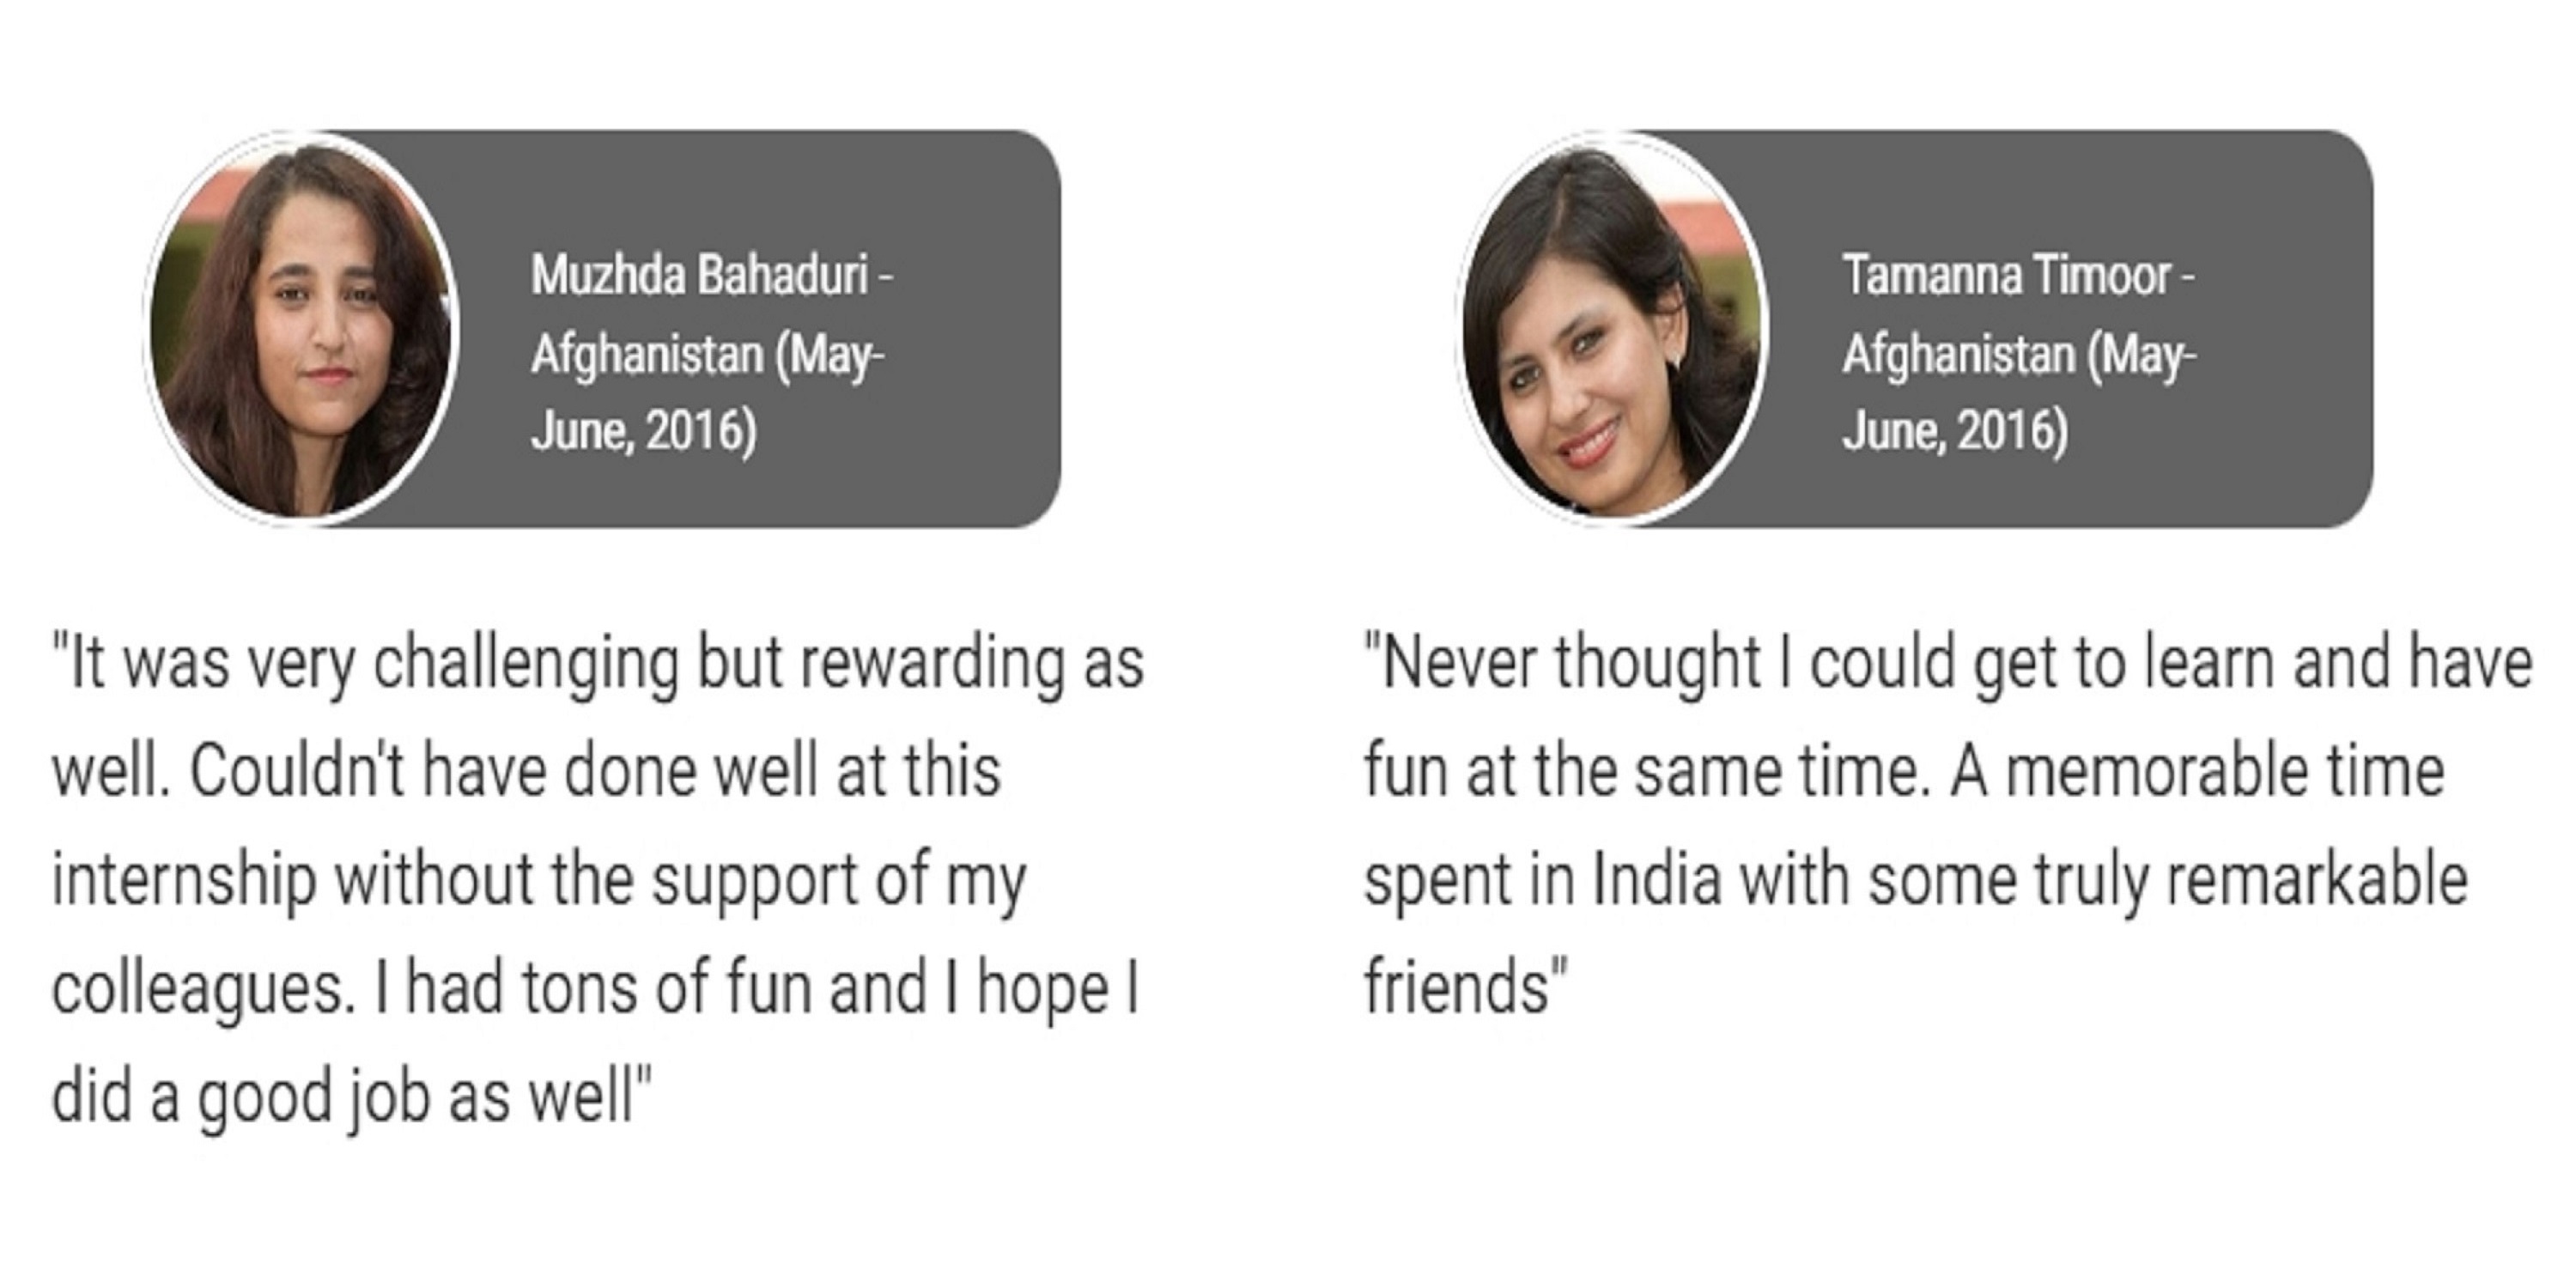 Muzhda Bahaduri -
Afghanistan (May-
June, 2016)
"It was very challenging but rewarding as
well. Couldn't have done well at this
internship without the support of my
colleagues. I had tons of fun and I hope I
did a good job as well"
Tamanna Timoor -
Afghanistan (May-
June, 2016)
"Never thought I could get to learn and have
fun at the same time. A memorable time
spent in India with some truly remarkable
friends"